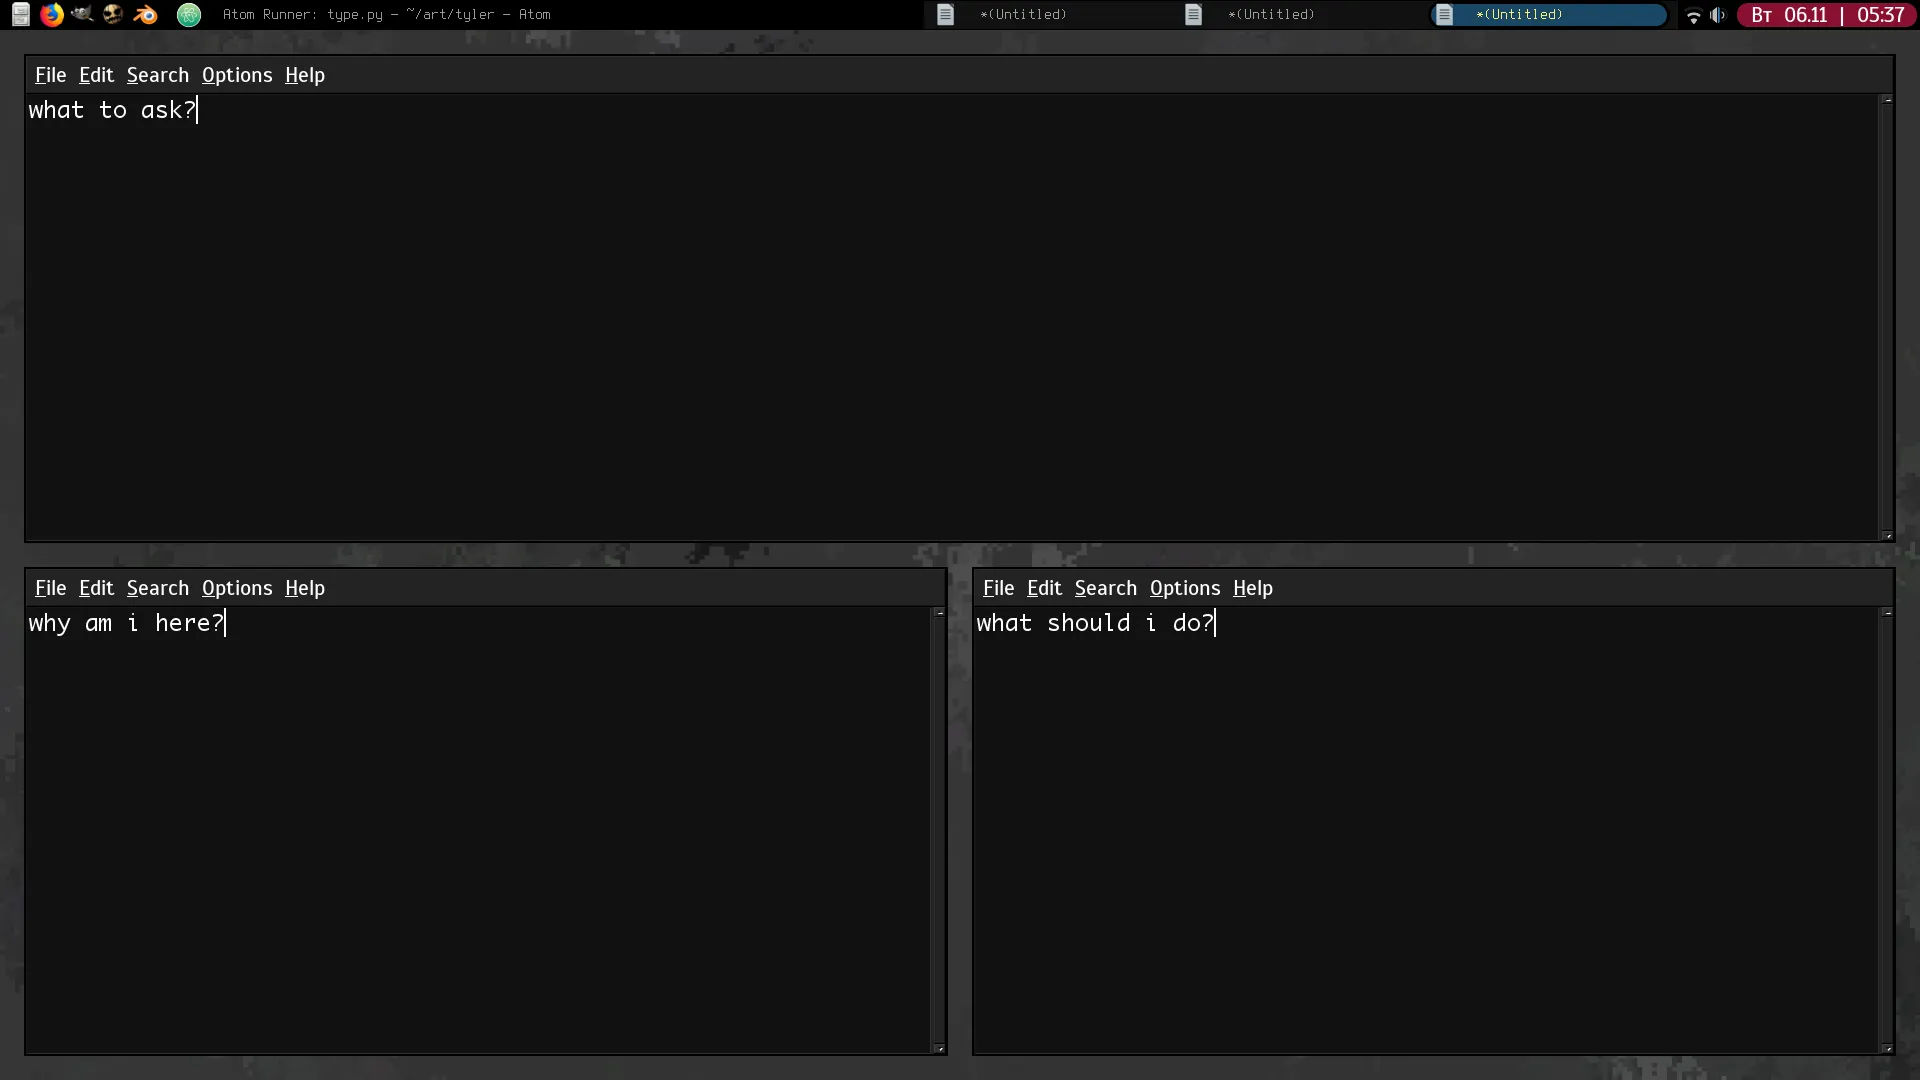 Atom Runner: type.py – ~/art/tyler – Atom
*(Untitled)
*(Untitled)
*(Untitled)
Вт 06.11 | 05:37
File Edit Search Options Help
what to ask?
File Edit Search Options Help
why am i here?
File Edit Search Options Help
what should i do?